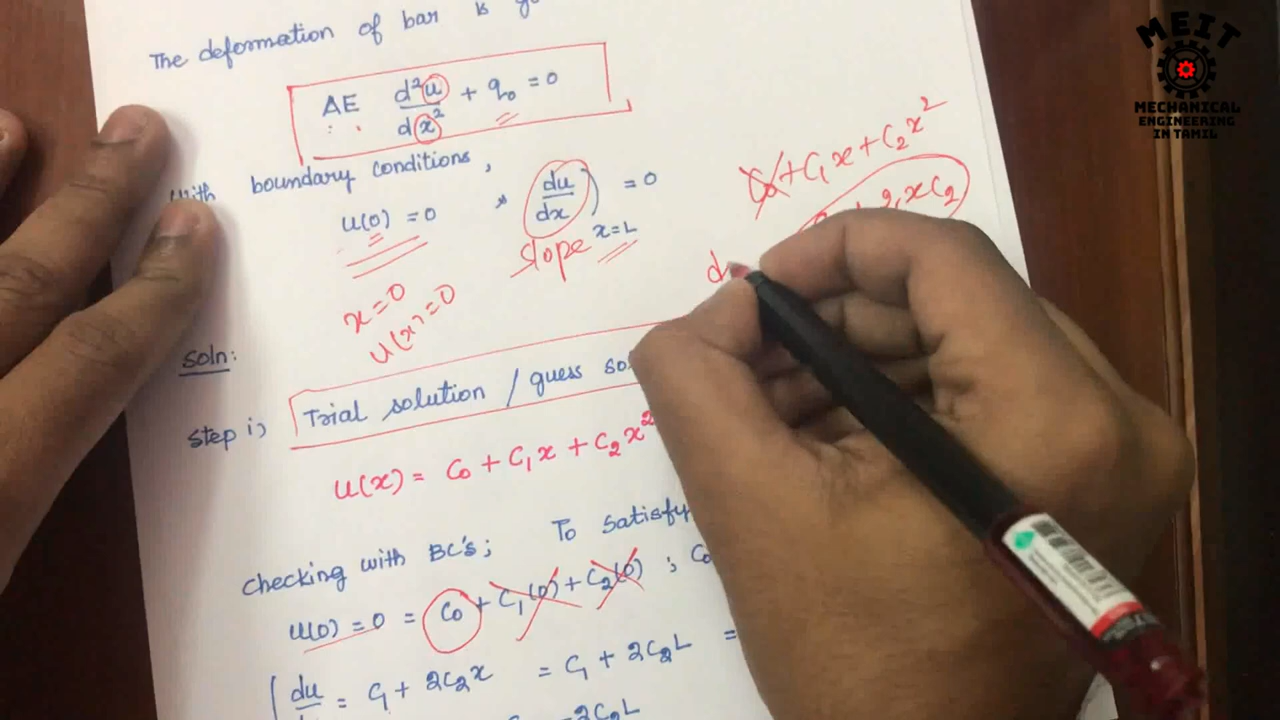 MEIT
MECHANICAL
ENGINEERING
IN TAMIL
The deformation of bar is
AE d²u/dx² + q₀ = 0
With boundary conditions,
u(0) = 0 , du/dx) x=L = 0
slope
x=0
u(x)=0
C₀ + C₁x + C₂x²
2xC₂
Soln:
Step i) Trial solution / guess
u(x) = C₀ + C₁x + C₂x²
Checking with BC's; To satisfy
u(0) = 0 = C₀ + C₁(0) + C₂(0) ; C₀
du = C₁ + 2C₂x = C₁ + 2C₂L =
2C₂L